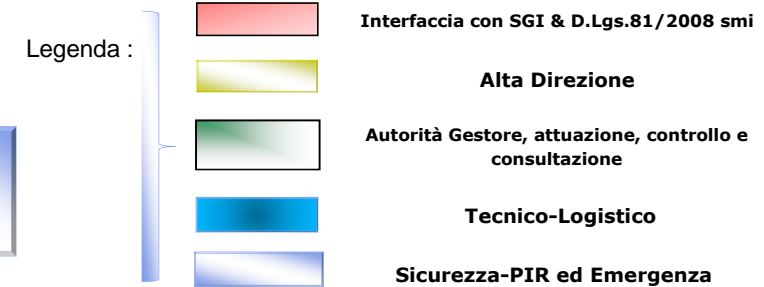 Legenda :
Interfaccia con SGI & D.Lgs.81/2008 smi
Alta Direzione
Autorità Gestore, attuazione, controllo e
consultazione
Tecnico-Logistico
Sicurezza-PIR ed Emergenza